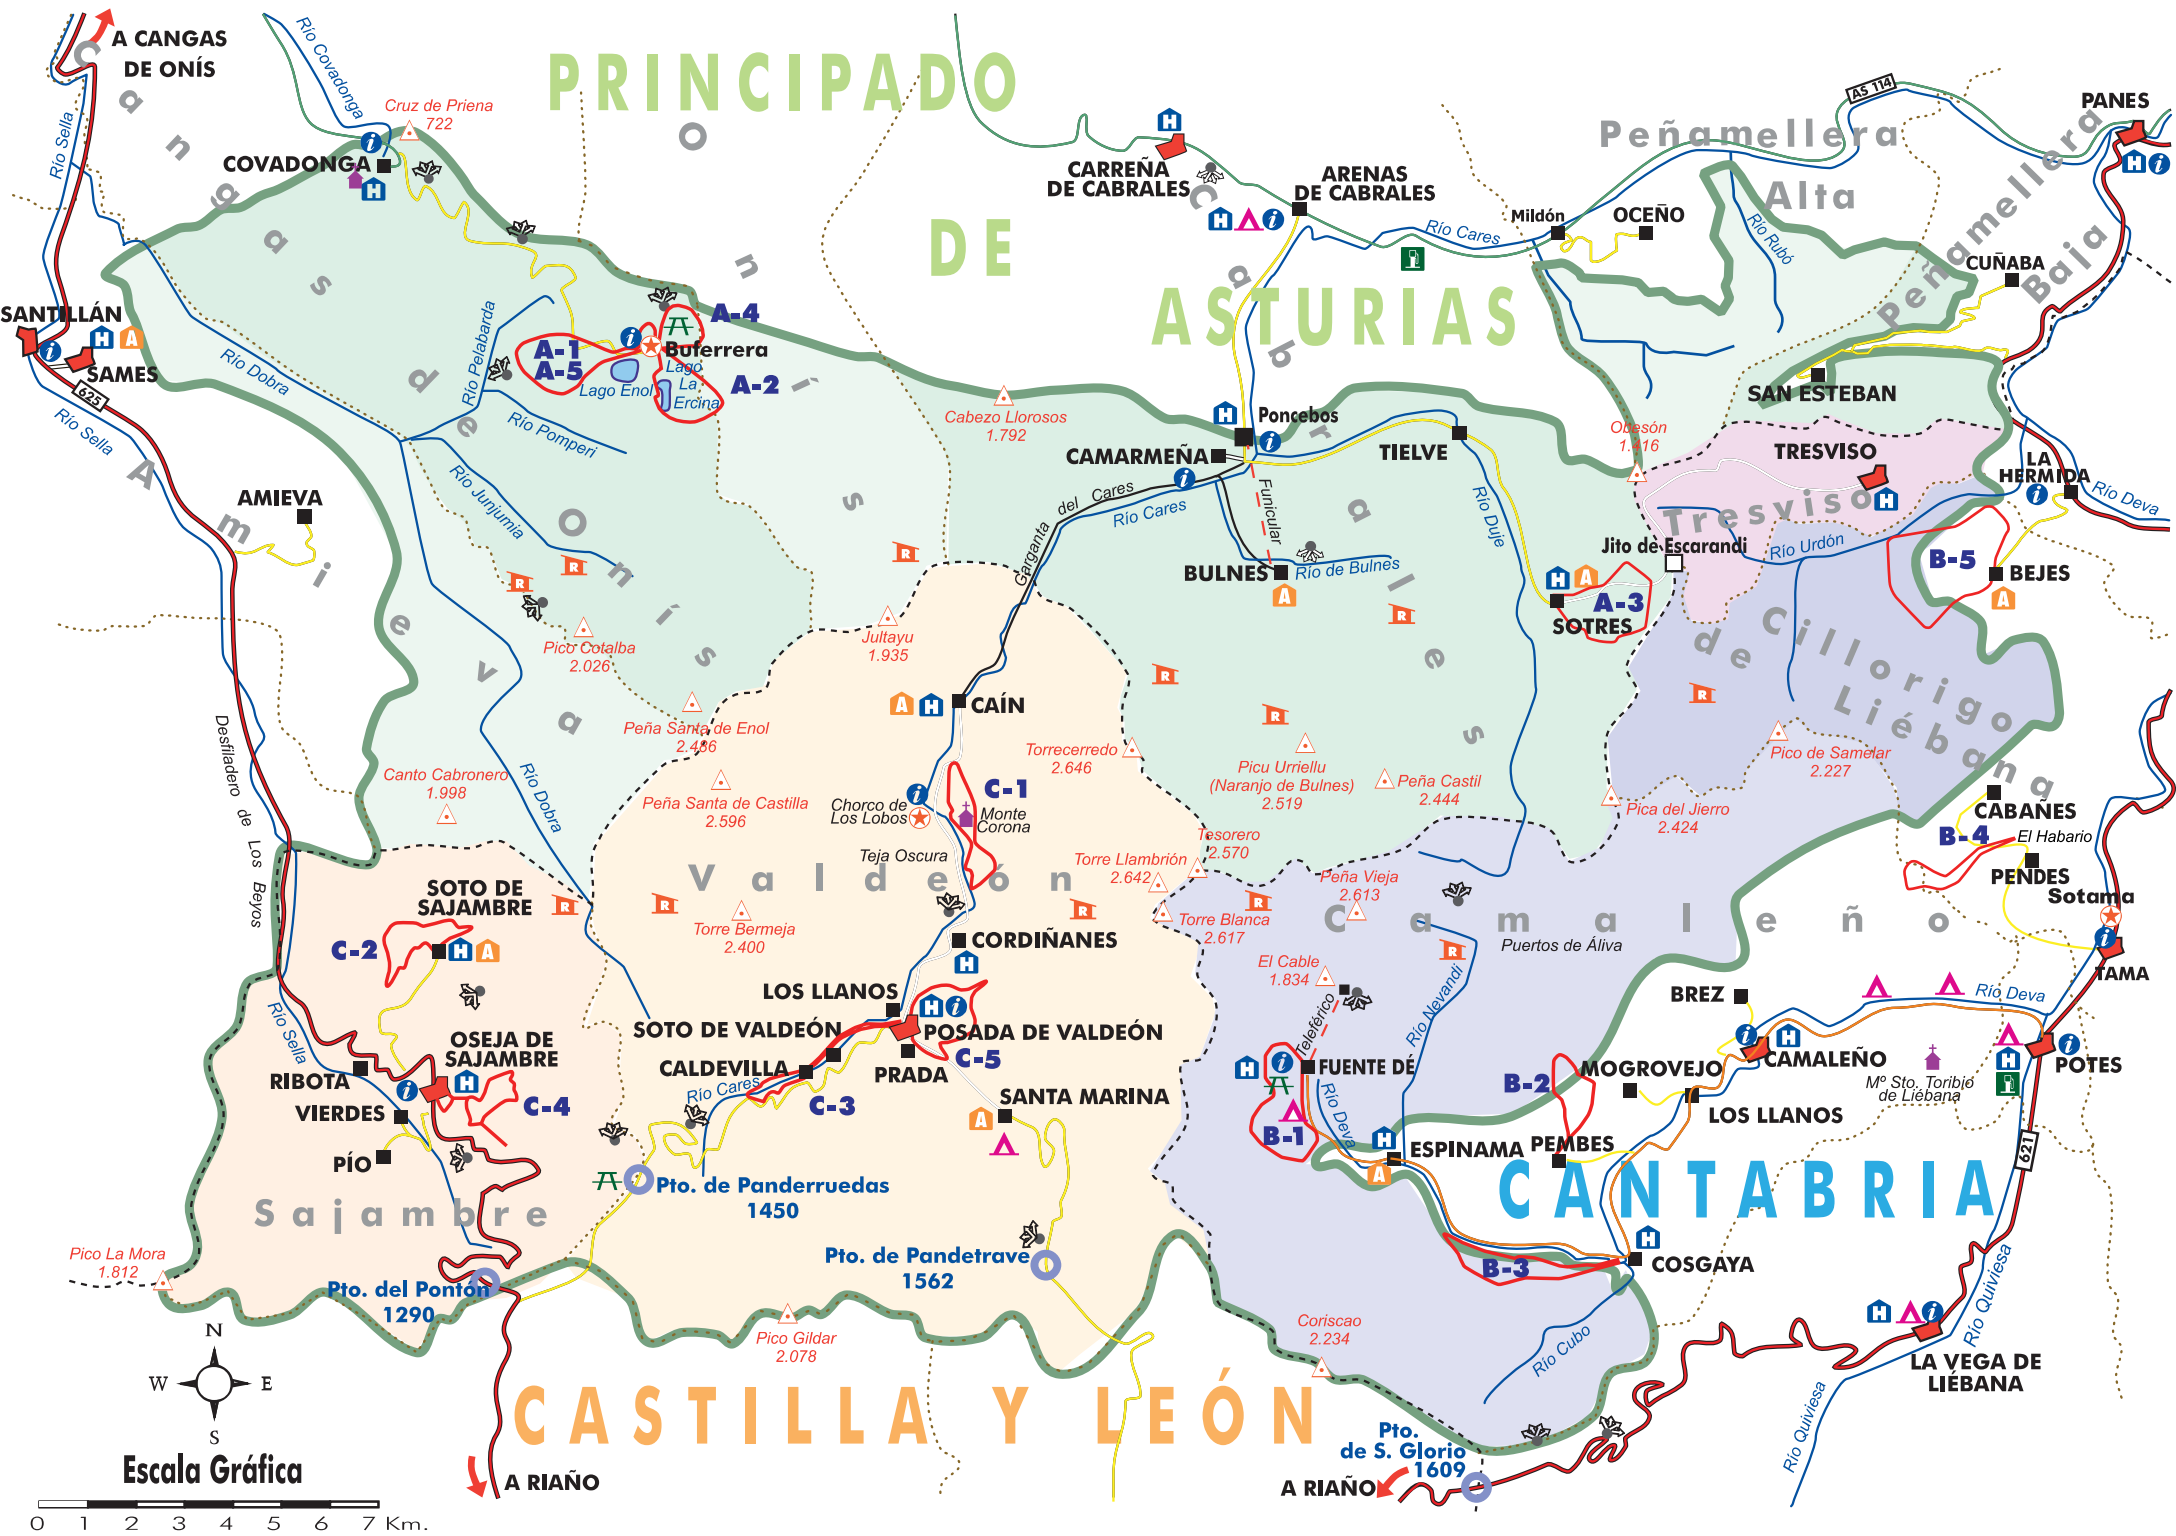 A CANGAS
DE ONÍS
PRINCIPADO
DE
ASTURIAS
CANTABRIA
CASTILLA Y LEÓN
Cangas de Onís
Onís
Amieva
Cabrales
Peñamellera
Alta
Peñamellera
Baja
Tresviso
Cillorigo
de
Liébana
Camaleño
Valdeón
Sajambre
Río Covadonga
Río Sella
Cruz de Priena
722
COVADONGA
AS 114
PANES
CARREÑA
DE CABRALES
ARENAS
DE CABRALES
Río Cares
Mildón
OCEÑO
Río Rubó
CUÑABA
SAN ESTEBAN
SANTILLÁN
SAMES
625
Río Sella
Río Dobra
Río Pelabarda
Río Pomperi
Río Junjumia
A-4
A-1
A-5
Buferrera
Lago Enol
Lago
La
Ercina
A-2
Cabezo Llorosos
1.792
Poncebos
CAMARMEÑA
TIELVE
Obesón
1.416
TRESVISO
LA
HERMIDA
Río Deva
AMIEVA
Garganta del Cares
Río Cares
Funicular
Río Duje
BULNES
Río de Bulnes
Jito de Escarandi
Río Urdón
B-5
BEJES
A-3
SOTRES
Pico Cotalba
2.026
Jultayu
1.935
CAÍN
Peña Santa de Enol
2.486
Canto Cabronero
1.998
Río Dobra
Peña Santa de Castilla
2.596
Torrecerredo
2.646
Picu Urriellu
(Naranjo de Bulnes)
2.519
Peña Castil
2.444
Pica del Jierro
2.424
Pico de Samelar
2.227
CABAÑES
B-4
El Habario
PENDES
Sotama
TAMA
Desfiladero de Los Beyos
Chorco de
Los Lobos
C-1
Monte
Corona
Teja Oscura
Tesorero
2.570
Torre Llambrión
2.642
Torre Blanca
2.617
Peña Vieja
2.613
Torre Bermeja
2.400
SOTO DE
SAJAMBRE
C-2
CORDIÑANES
El Cable
1.834
Teleférico
Río Nevandi
Puertos de Áliva
BREZ
Río Deva
LOS LLANOS
SOTO DE VALDEÓN
POSADA DE VALDEÓN
CALDEVILLA
C-5
PRADA
Río Cares
C-3
SANTA MARINA
Río Sella
OSEJA DE
SAJAMBRE
RIBOTA
VIERDES
C-4
PÍO
FUENTE DÉ
B-1
Río Deva
ESPINAMA
B-2
MOGROVEJO
CAMALEÑO
LOS LLANOS
PEMBES
Mº Sto. Toribio
de Liébana
POTES
621
Pto. de Panderruedas
1450
Pto. de Pandetrave
1562
Pico La Mora
1.812
Pto. del Pontón
1290
Pico Gildar
2.078
B-3
COSGAYA
Río Cubo
Coriscao
2.234
Río Quiviesa
LA VEGA DE
LIÉBANA
Río Quiviesa
Pto.
de S. Glorio
1609
A RIAÑO
A RIAÑO
N
W E
S
Escala Gráfica
0 1 2 3 4 5 6 7 Km.